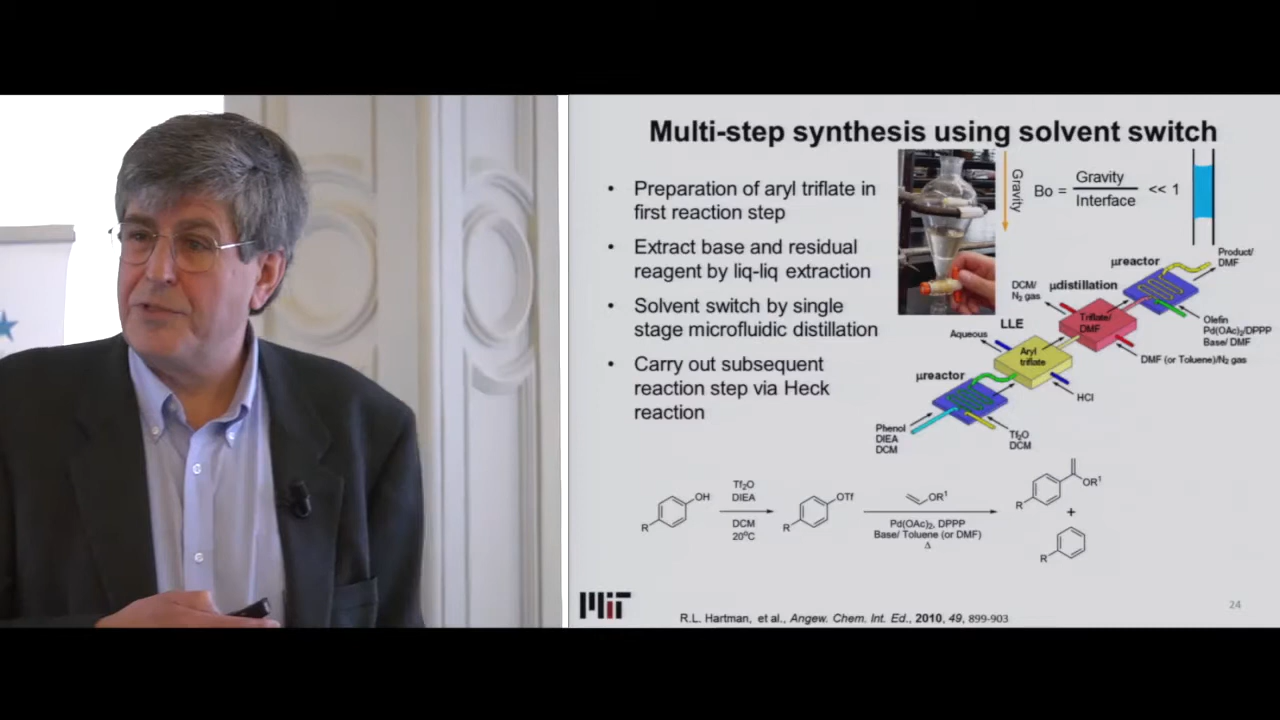 Multi-step synthesis using solvent switch
• Preparation of aryl triflate in
first reaction step
• Extract base and residual
reagent by liq-liq extraction
• Solvent switch by single
stage microfluidic distillation
• Carry out subsequent
reaction step via Heck
reaction
Gravity
Bo = Gravity / Interface << 1
µreactor
Product/
DMF
DCM/
N2 gas
µdistillation
Triflate/
DMF
Olefin
Pd(OAc)2/DPPP
Base/ DMF
LLE
Aqueous
Aryl
triflate
DMF (or Toluene)/N2 gas
µreactor
HCl
Phenol
DIEA
DCM
Tf2O
DCM
R
OH
Tf2O
DIEA
DCM
20°C
R
OTf
OR1
Pd(OAc)2, DPPP
Base/ Toluene (or DMF)
Δ
R
OR1
+
R
MIT
R.L. Hartman, et al., Angew. Chem. Int. Ed., 2010, 49, 899-903
24